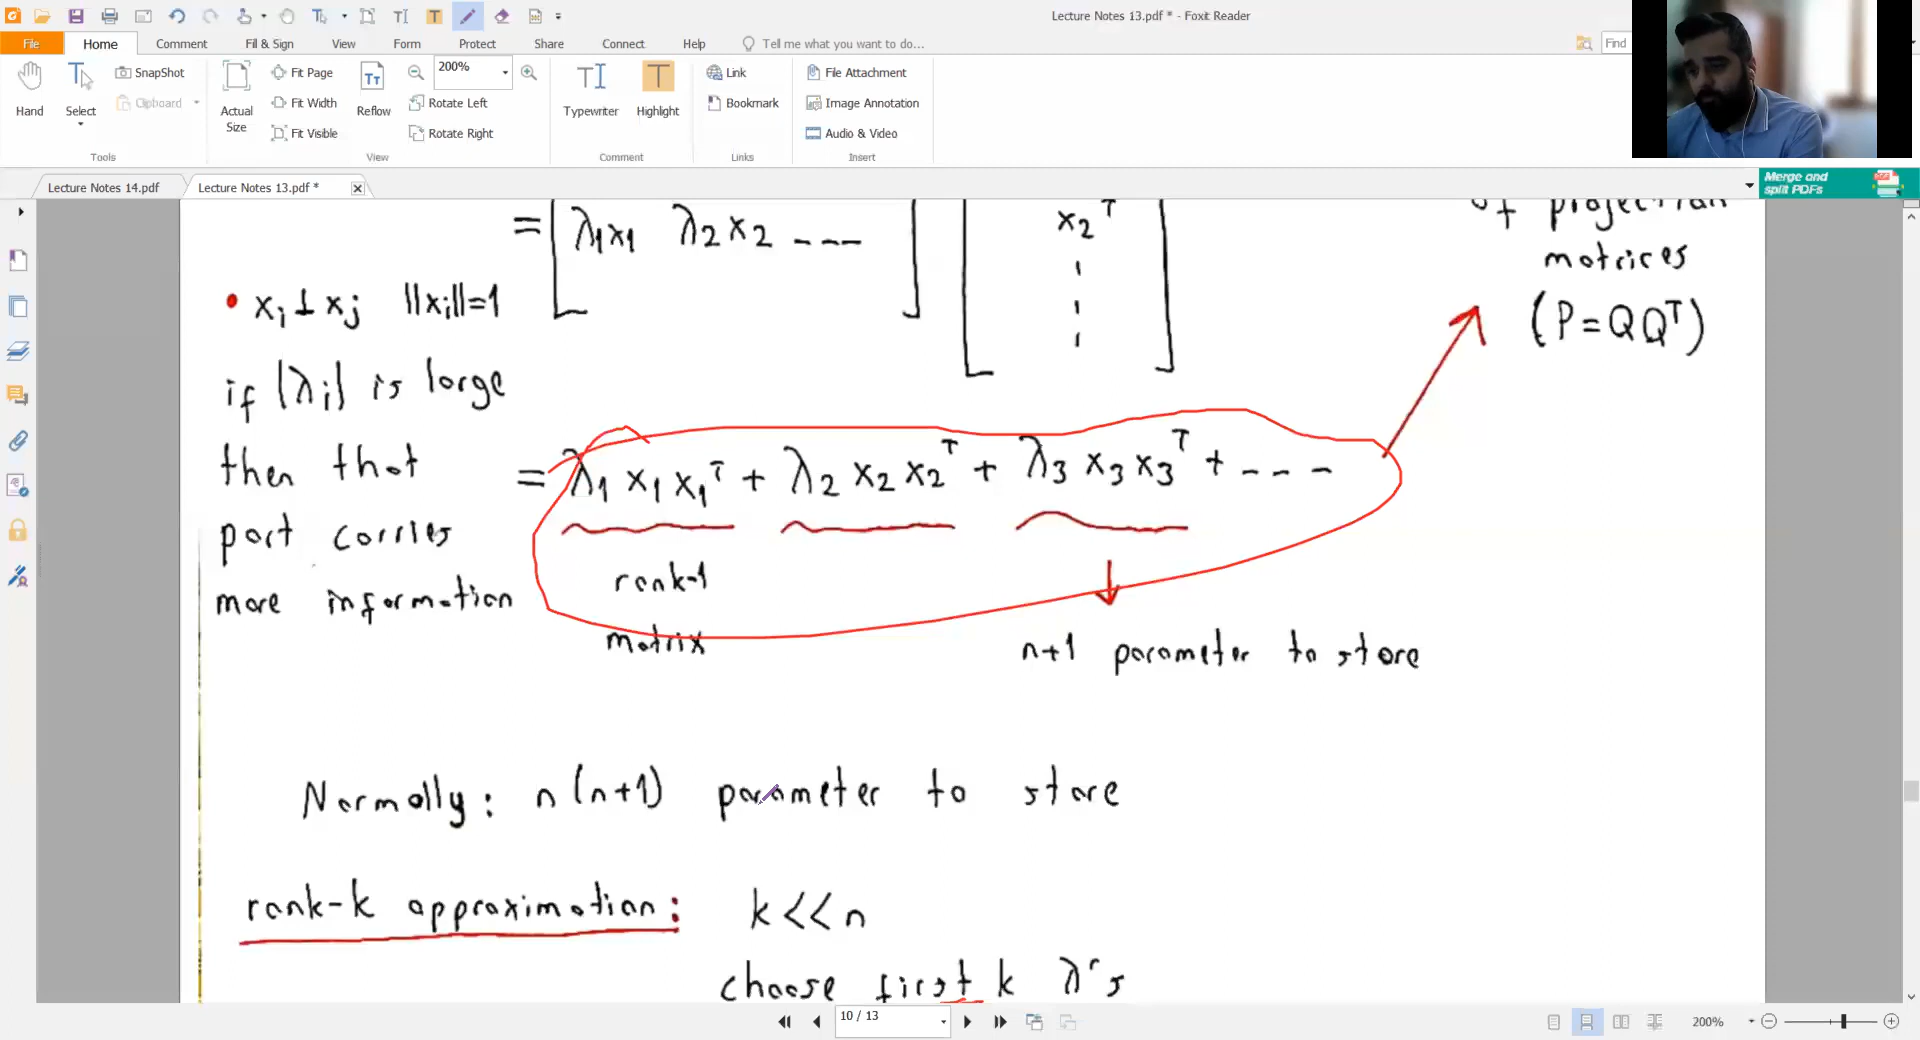 Lecture Notes 13.pdf * - Foxit Reader
File Home Comment Fill & Sign View Form Protect Share Connect Help Tell me what you want to do... Find
Hand Select SnapShot Clipboard
Actual Size Fit Page Fit Width Fit Visible Reflow 200% Rotate Left Rotate Right
Typewriter Highlight Link Bookmark File Attachment Image Annotation Audio & Video
Tools View Comment Links Insert
Lecture Notes 14.pdf Lecture Notes 13.pdf *
Merge and
split PDFs
of projection
= [ λ1x1 λ2x2 --- ] [ x2ᵀ ⋮ ]
matrices
(P=QQᵀ)
• xi ⊥ xj ||xi||=1
if |λi| is large
then that
part carries
more information
= λ1 x1 x1ᵀ + λ2 x2 x2ᵀ + λ3 x3 x3ᵀ + ---
rank-1
matrix
n+1 parameter to store
Normally: n(n+1) parameter to store
rank-k approximation: k<<n
choose first k λ's
10 / 13
200%